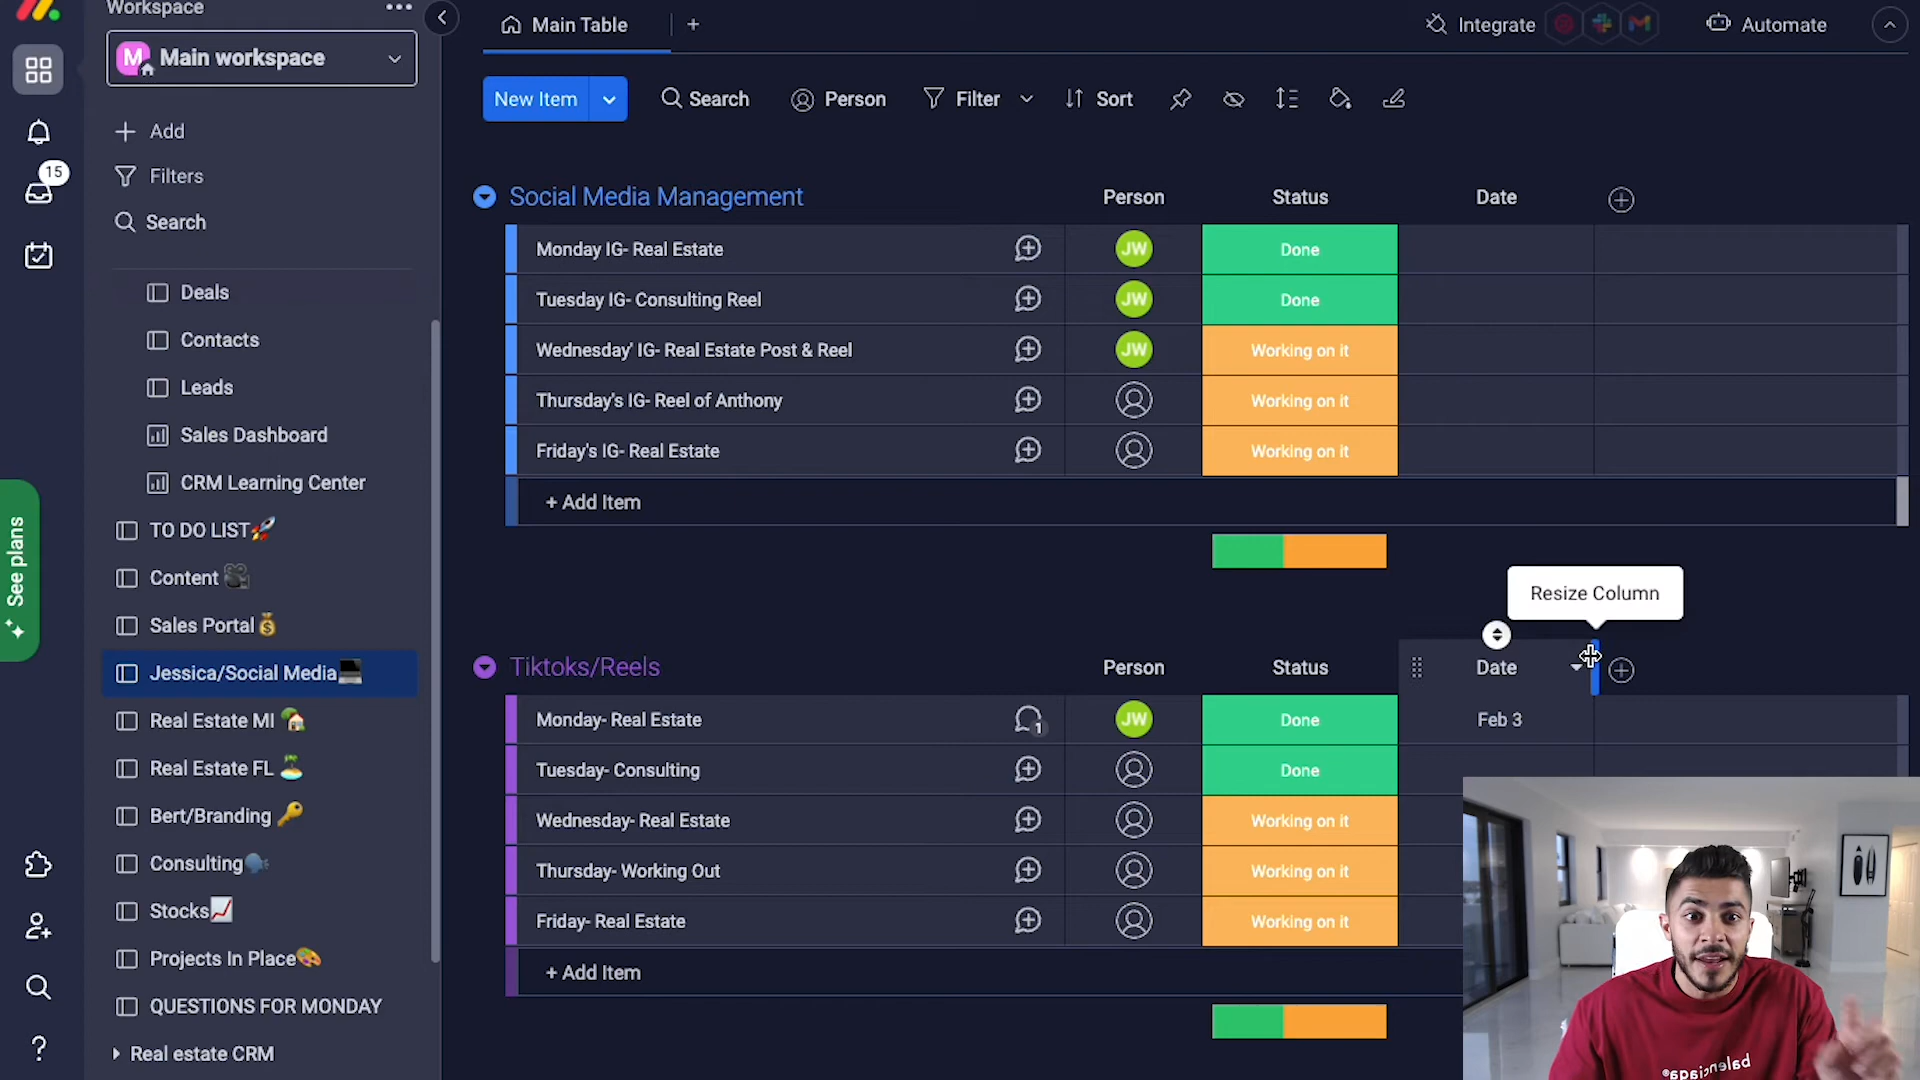 Workspace
M Main workspace
Add
Filters
Search
15
Deals
Contacts
Leads
Sales Dashboard
CRM Learning Center
TO DO LIST🚀
Content 🎥
Sales Portal💰
Jessica/Social Media💻
Real Estate MI 🏡
Real Estate FL 🏝️
Bert/Branding 🔑
Consulting🗣️
Stocks📈
Projects In Place🎨
QUESTIONS FOR MONDAY
Real estate CRM
See plans
?
Main Table +
Integrate
Automate
New Item
Search
Person
Filter
Sort
Social Media Management Person Status Date
Monday IG- Real Estate JW Done
Tuesday IG- Consulting Reel JW Done
Wednesday' IG- Real Estate Post & Reel JW Working on it
Thursday's IG- Reel of Anthony Working on it
Friday's IG- Real Estate Working on it
+ Add Item
Resize Column
Tiktoks/Reels Person Status Date
Monday- Real Estate 1 JW Done Feb 3
Tuesday- Consulting Done
Wednesday- Real Estate Working on it
Thursday- Working Out Working on it
Friday- Real Estate Working on it
+ Add Item
balenciaga®